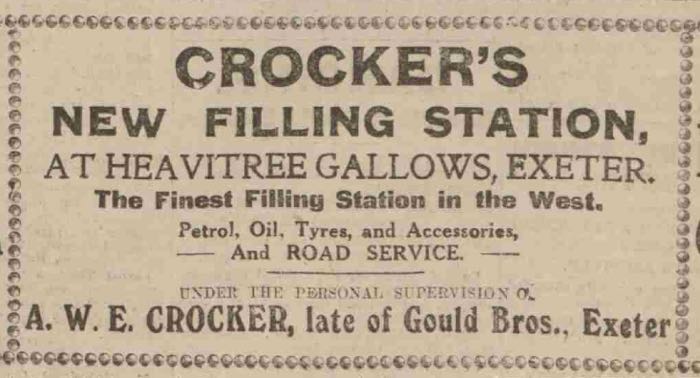 CROCKER'S
NEW FILLING STATION,
AT HEAVITREE GALLOWS, EXETER.
The Finest Filling Station in the West.
Petrol, Oil, Tyres, and Accessories,
— And ROAD SERVICE. —
UNDER THE PERSONAL SUPERVISION OF
A. W. E. CROCKER, late of Gould Bros., Exeter